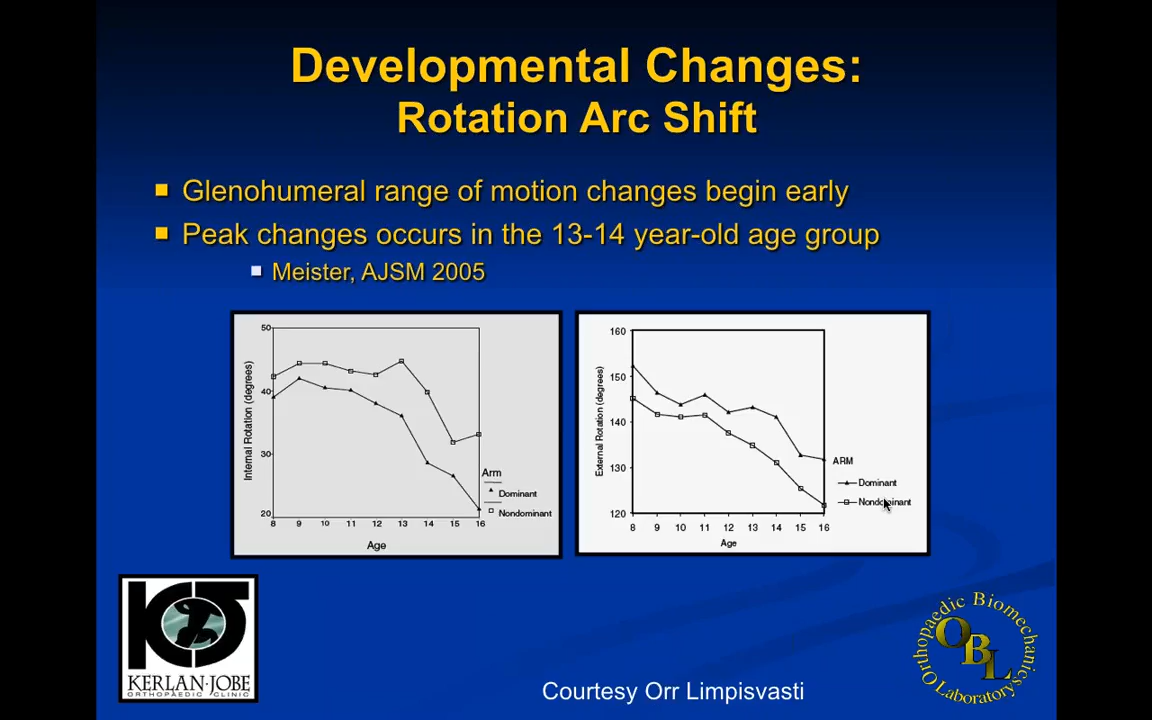 Developmental Changes:
Rotation Arc Shift
Glenohumeral range of motion changes begin early
Peak changes occurs in the 13-14 year-old age group
Meister, AJSM 2005
50
40
30
20
Internal Rotation (degrees)
8 9 10 11 12 13 14 15 16
Age
Arm
Dominant
Nondominant
160
150
140
130
120
External Rotation (degrees)
8 9 10 11 12 13 14 15 16
Age
ARM
Dominant
Nondominant
KERLAN·JOBE
ORTHOPAEDIC CLINIC
Courtesy Orr Limpisvasti
Orthopaedic Biomechanics
Laboratory
OBL